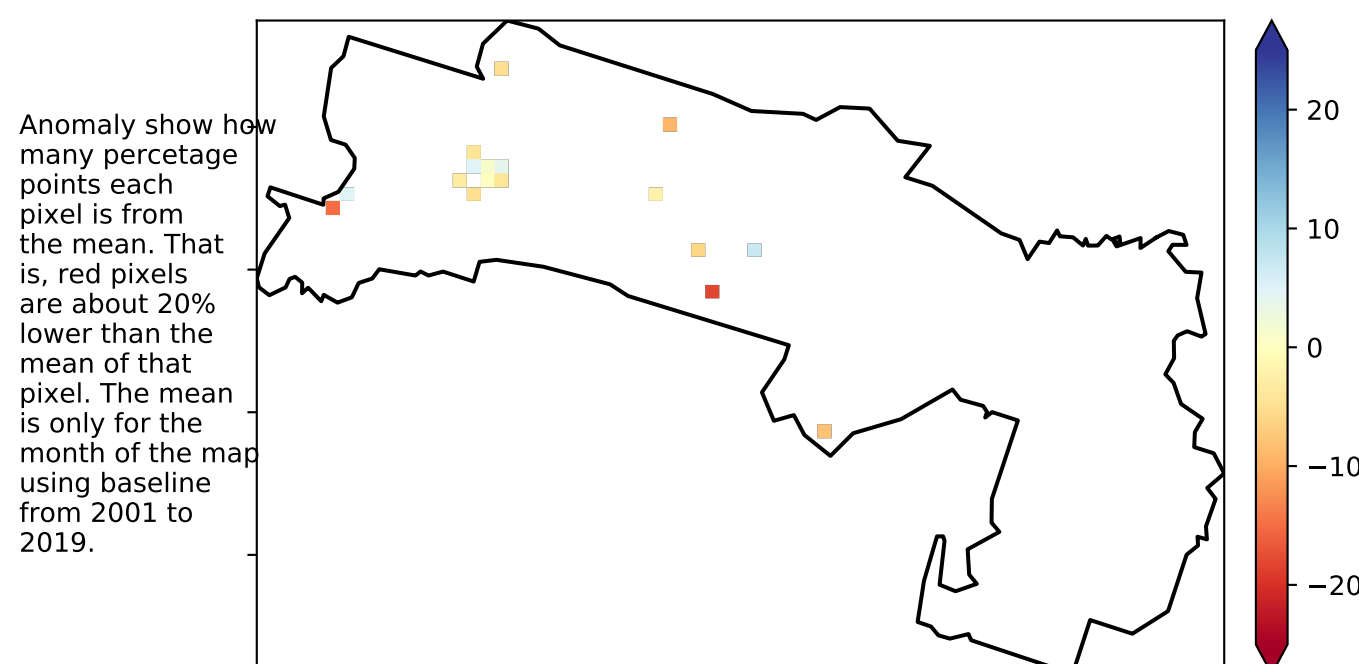 Anomaly show how
many percetage
points each
pixel is from
the mean. That
is, red pixels
are about 20%
lower than the
mean of that
pixel. The mean
is only for the
month of the map
using baseline
from 2001 to
2019.
20
10
0
−10
−20